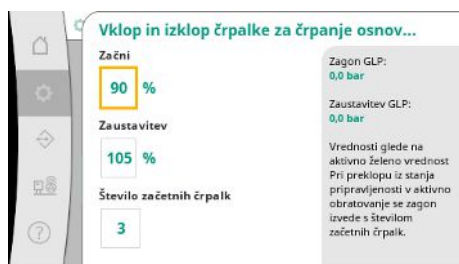 Vklop in izklop črpalke za črpanje osnov...
Začni
90 %
Zaustavitev
105 %
Število začetnih črpalk
3
Zagon GLP:
0,0 bar
Zaustavitev GLP:
0,0 bar
Vrednosti glede na
aktivno želeno vrednost
Pri preklopu iz stanja
pripravljenosti v aktivno
obratovanje se zagon
izvede s številom
začetnih črpalk.
?